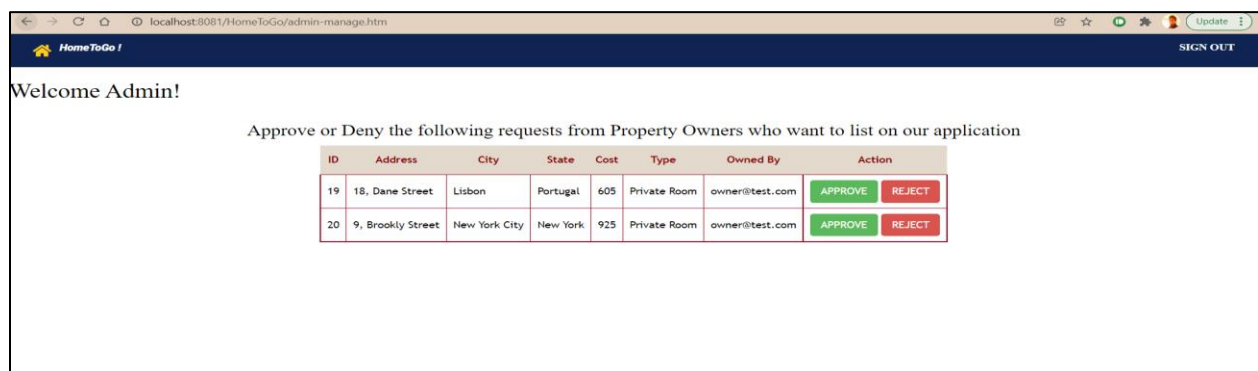 localhost:8081/HomeToGo/admin-manage.htm
Update
HomeToGo !
SIGN OUT
Welcome Admin!
Approve or Deny the following requests from Property Owners who want to list on our application
ID Address City State Cost Type Owned By Action
19 18, Dane Street Lisbon Portugal 605 Private Room owner@test.com APPROVE REJECT
20 9, Brookly Street New York City New York 925 Private Room owner@test.com APPROVE REJECT